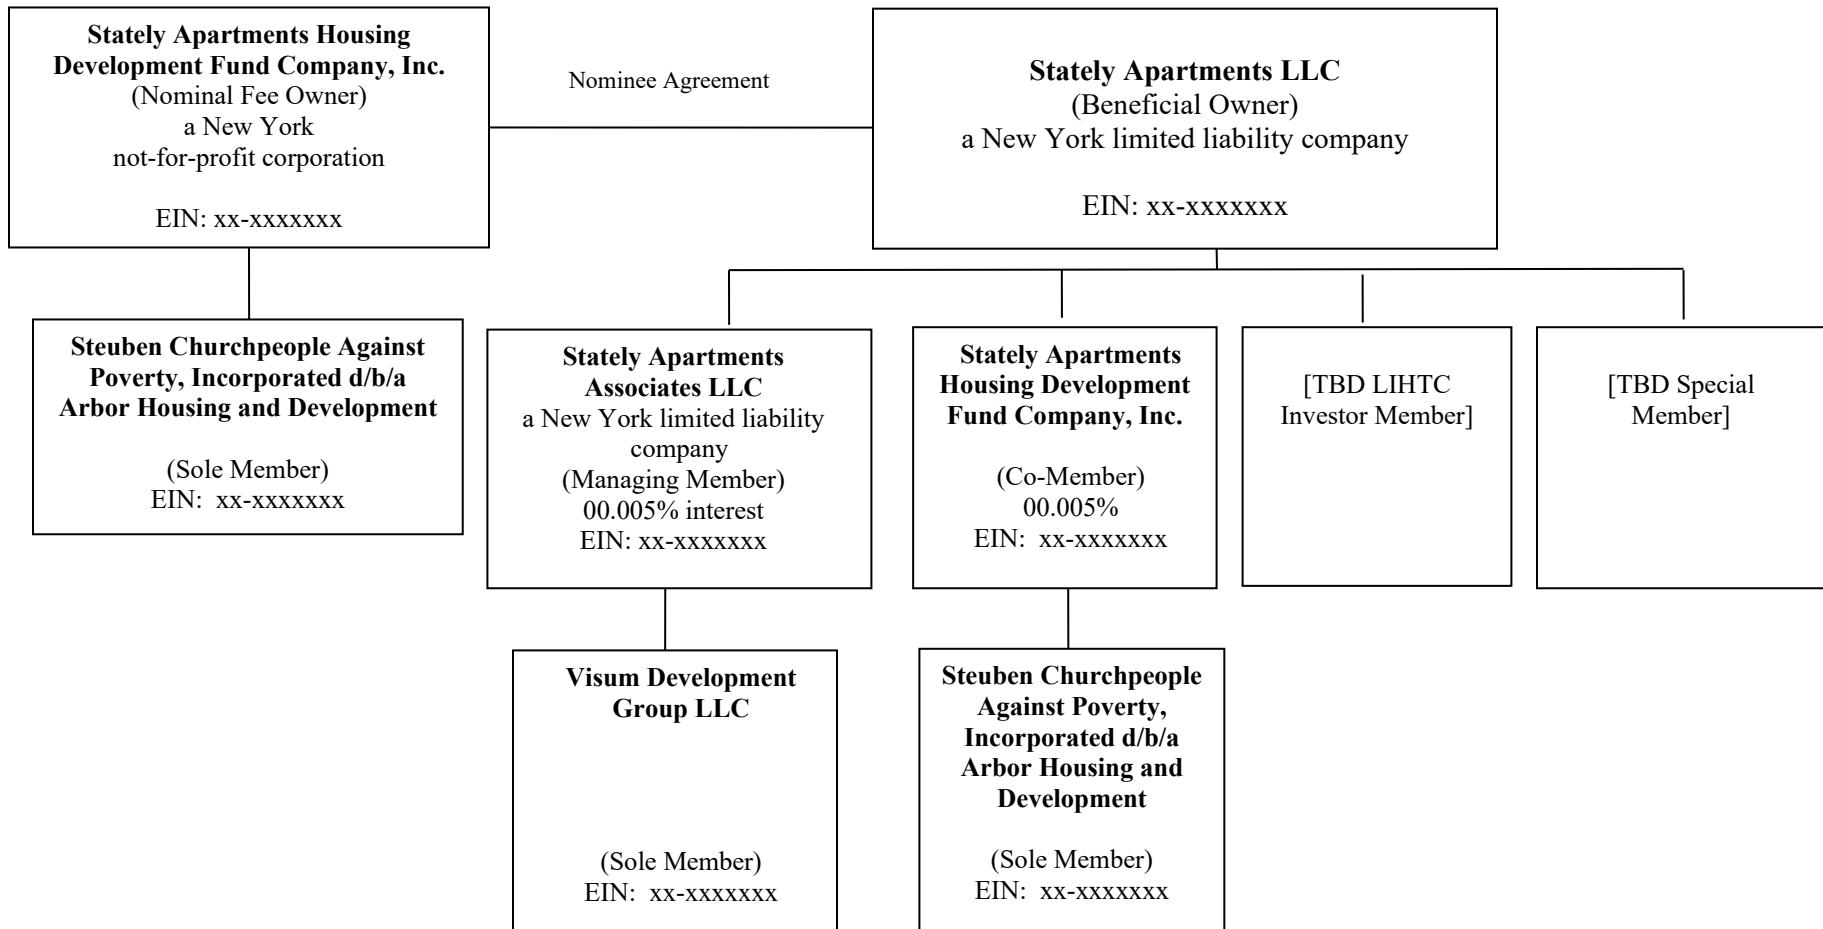 Stately Apartments Housing
Development Fund Company, Inc.
(Nominal Fee Owner)
a New York
not-for-profit corporation
EIN: xx-xxxxxxx
Nominee Agreement
Stately Apartments LLC
(Beneficial Owner)
a New York limited liability company
EIN: xx-xxxxxxx
Steuben Churchpeople Against
Poverty, Incorporated d/b/a
Arbor Housing and Development
(Sole Member)
EIN: xx-xxxxxxx
Stately Apartments
Associates LLC
a New York limited liability
company
(Managing Member)
00.005% interest
EIN: xx-xxxxxxx
Stately Apartments
Housing Development
Fund Company, Inc.
(Co-Member)
00.005%
EIN: xx-xxxxxxx
[TBD LIHTC
Investor Member]
[TBD Special
Member]
Visum Development
Group LLC
(Sole Member)
EIN: xx-xxxxxxx
Steuben Churchpeople
Against Poverty,
Incorporated d/b/a
Arbor Housing and
Development
(Sole Member)
EIN: xx-xxxxxxx